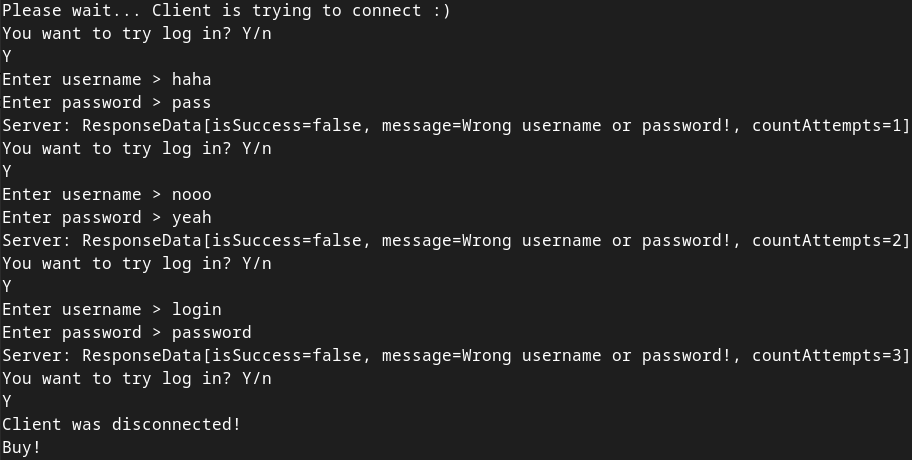 Please wait... Client is trying to connect :)
You want to try log in? Y/n
Y
Enter username > haha
Enter password > pass
Server: ResponseData[isSuccess=false, message=Wrong username or password!, countAttempts=1]
You want to try log in? Y/n
Y
Enter username > nooo
Enter password > yeah
Server: ResponseData[isSuccess=false, message=Wrong username or password!, countAttempts=2]
You want to try log in? Y/n
Y
Enter username > login
Enter password > password
Server: ResponseData[isSuccess=false, message=Wrong username or password!, countAttempts=3]
You want to try log in? Y/n
Y
Client was disconnected!
Buy!